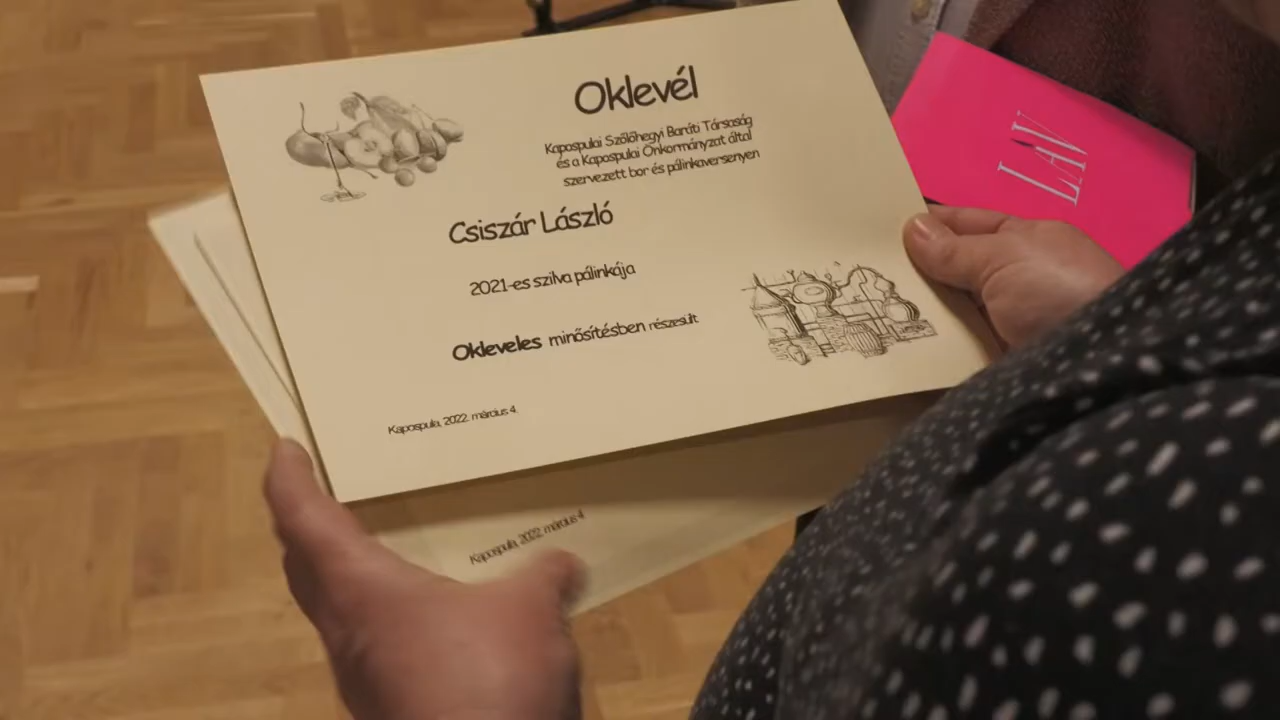 Oklevél
Kapospulai Szőlőhegyi Baráti Társaság
és a Kapospulai Önkormányzat által
szervezett bor és pálinkaversenyen
Csiszár László
2021-es szilva pálinkája
Okleveles minősítésben részesült
Kapospula, 2022. március 4.
Kapospula, 2022. március 4.
LAV